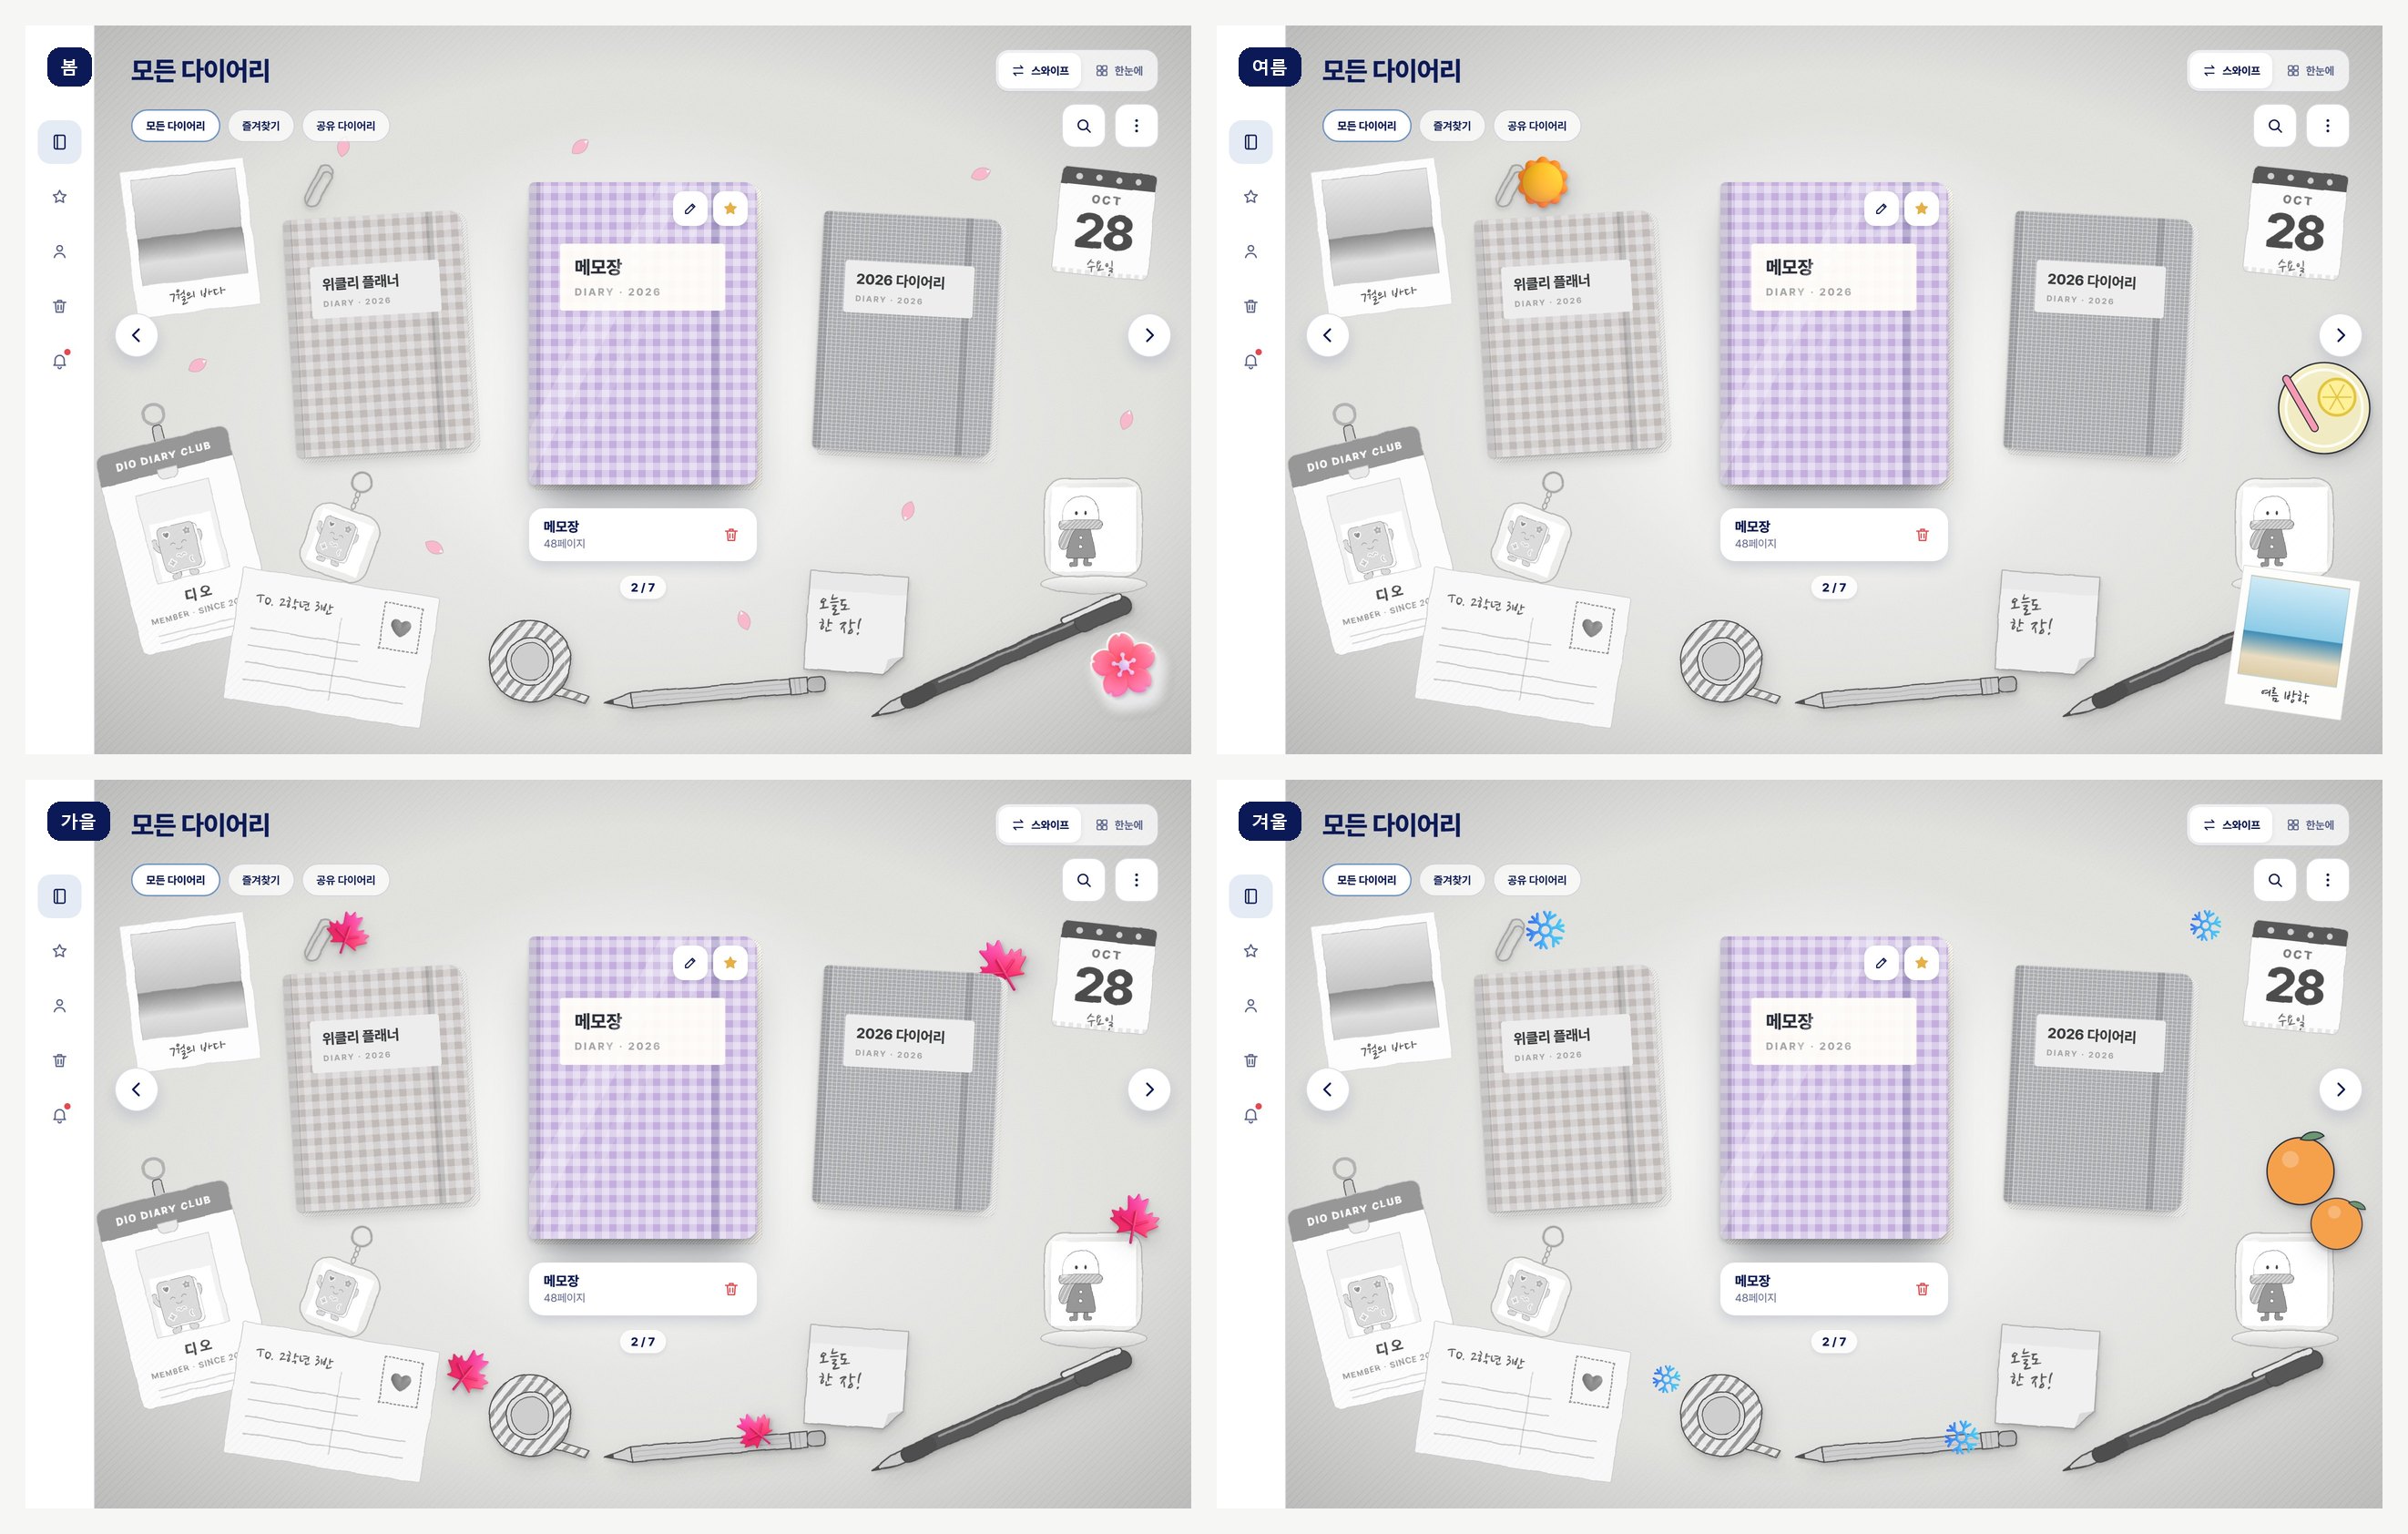 봄
모든 다이어리
스와이프
한눈에
모든 다이어리
즐겨찾기
공유 다이어리
7월의 바다
위클리 플래너
DIARY · 2026
메모장
DIARY · 2026
2026 다이어리
DIARY · 2026
OCT
28
수요일
DIO DIARY CLUB
디오
MEMBER · SINCE 20
To. 2학년 3반
메모장
48페이지
2 / 7
오늘도
한 장!
여름
모든 다이어리
스와이프
한눈에
모든 다이어리
즐겨찾기
공유 다이어리
7월의 바다
위클리 플래너
DIARY · 2026
메모장
DIARY · 2026
2026 다이어리
DIARY · 2026
OCT
28
수요일
DIO DIARY CLUB
디오
MEMBER · SINCE 20
To. 2학년 3반
메모장
48페이지
2 / 7
오늘도
한 장!
여름 방학
가을
모든 다이어리
스와이프
한눈에
모든 다이어리
즐겨찾기
공유 다이어리
7월의 바다
위클리 플래너
DIARY · 2026
메모장
DIARY · 2026
2026 다이어리
DIARY · 2026
OCT
28
수요일
DIO DIARY CLUB
디오
MEMBER · SINCE 20
To. 2학년 3반
메모장
48페이지
2 / 7
오늘도
한 장!
겨울
모든 다이어리
스와이프
한눈에
모든 다이어리
즐겨찾기
공유 다이어리
7월의 바다
위클리 플래너
DIARY · 2026
메모장
DIARY · 2026
2026 다이어리
DIARY · 2026
OCT
28
수요일
DIO DIARY CLUB
디오
MEMBER · SINCE 20
To. 2학년 3반
메모장
48페이지
2 / 7
오늘도
한 장!